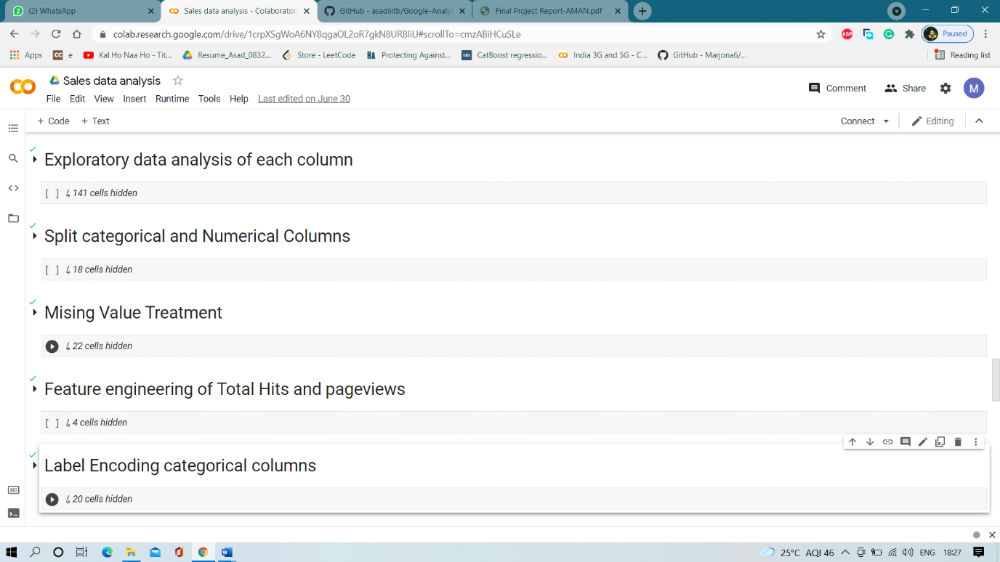 (2) WhatsApp
Sales data analysis - Colaborator
GitHub - asadiiitb/Google-Analy
Final Project Report-AMAN.pdf
colab.research.google.com/drive/1crpXSgWoA6NY8qgaOL2oR7gkN8URBliU#scrollTo=cmzABiHCuSLe
ABP
Paused
Apps
CC e
Kal Ho Naa Ho - Tit...
Resume_Asad_0832...
Store - LeetCode
HA Protecting Against...
tds CatBoost regressio...
India 3G and 5G - C...
GitHub - Marjona6/...
Reading list
Sales data analysis
File Edit View Insert Runtime Tools Help Last edited on June 30
Comment
Share
M
+ Code + Text
Connect
Editing
Exploratory data analysis of each column
[ ] ↳ 141 cells hidden
Split categorical and Numerical Columns
[ ] ↳ 18 cells hidden
Mising Value Treatment
↳ 22 cells hidden
Feature engineering of Total Hits and pageviews
[ ] ↳ 4 cells hidden
Label Encoding categorical columns
↳ 20 cells hidden
25°C AQI 46
ENG
18:27